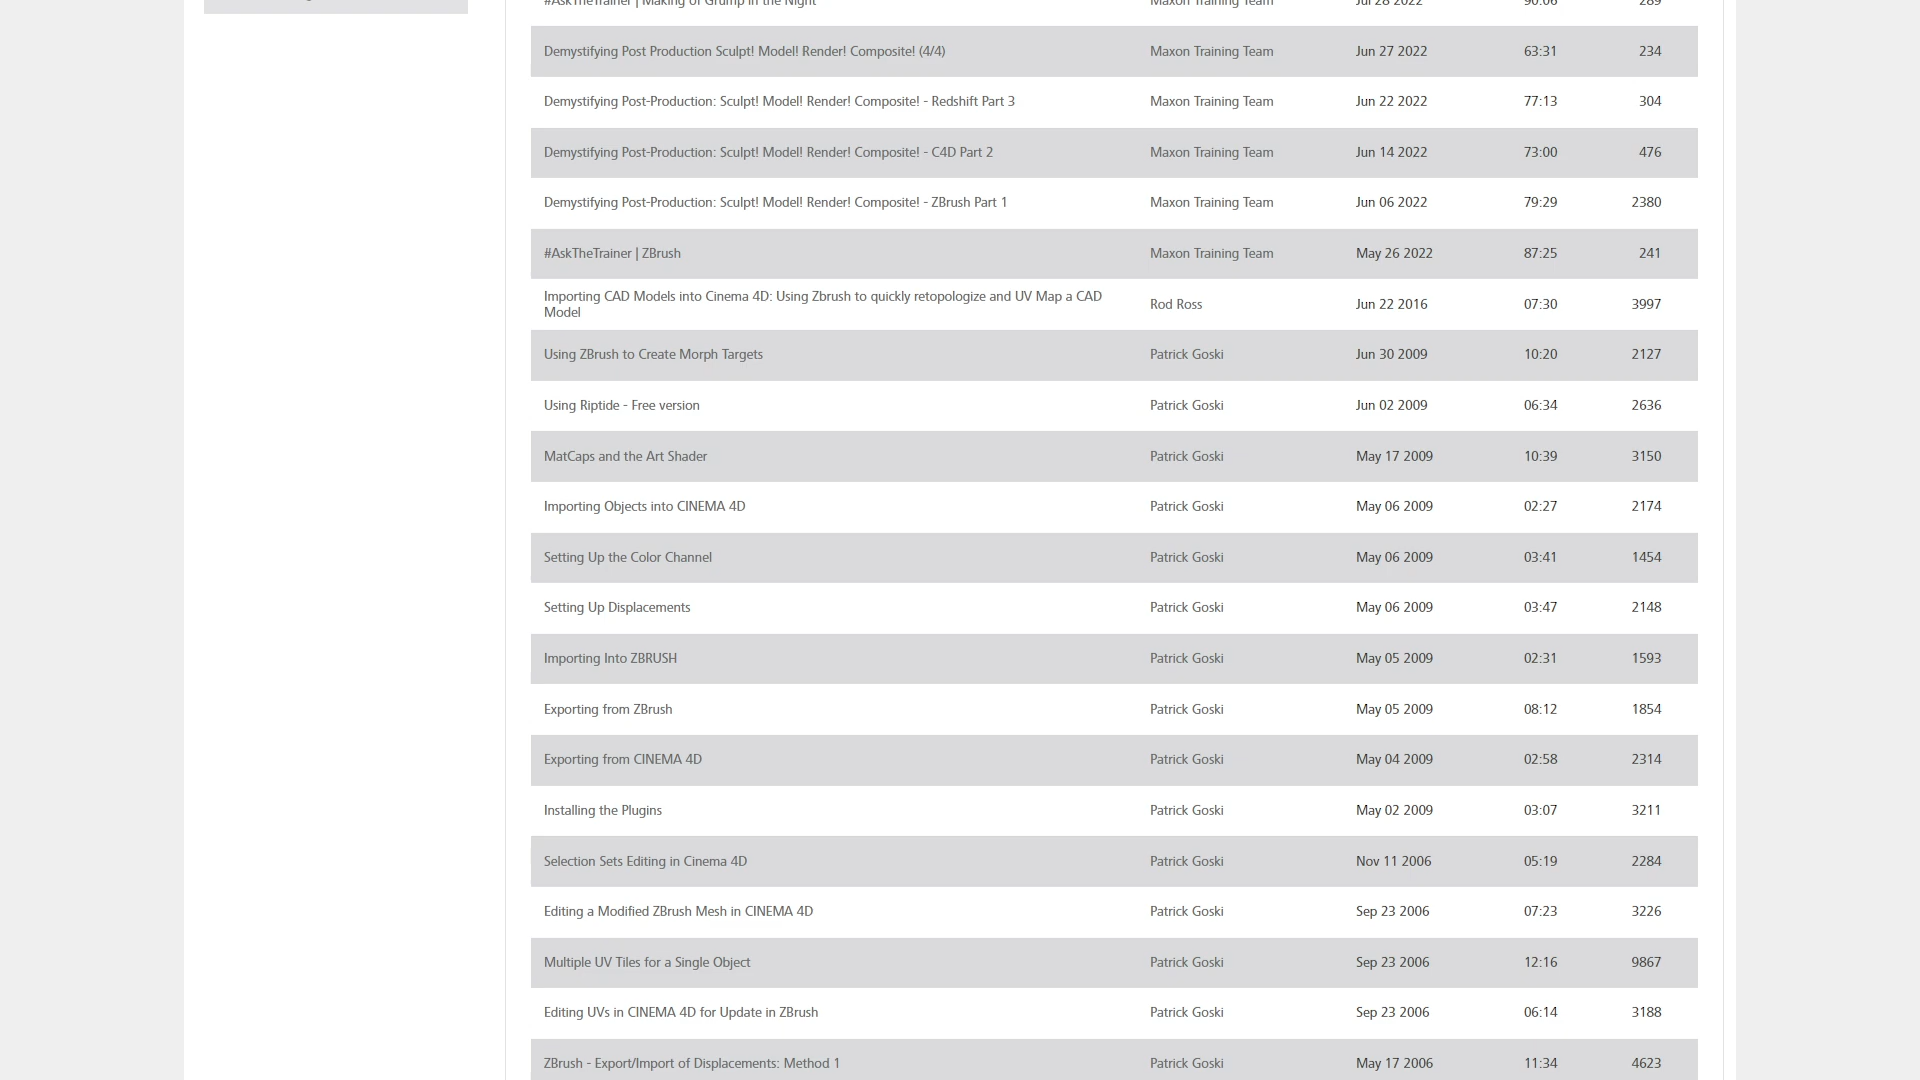 #AskTheTrainer | Making of Grump in the Night Maxon Training Team Jul 28 2022 90:06 289
Demystifying Post Production Sculpt! Model! Render! Composite! (4/4) Maxon Training Team Jun 27 2022 63:31 234
Demystifying Post-Production: Sculpt! Model! Render! Composite! - Redshift Part 3 Maxon Training Team Jun 22 2022 77:13 304
Demystifying Post-Production: Sculpt! Model! Render! Composite! - C4D Part 2 Maxon Training Team Jun 14 2022 73:00 476
Demystifying Post-Production: Sculpt! Model! Render! Composite! - ZBrush Part 1 Maxon Training Team Jun 06 2022 79:29 2380
#AskTheTrainer | ZBrush Maxon Training Team May 26 2022 87:25 241
Importing CAD Models into Cinema 4D: Using Zbrush to quickly retopologize and UV Map a CAD
Model Rod Ross Jun 22 2016 07:30 3997
Using ZBrush to Create Morph Targets Patrick Goski Jun 30 2009 10:20 2127
Using Riptide - Free version Patrick Goski Jun 02 2009 06:34 2636
MatCaps and the Art Shader Patrick Goski May 17 2009 10:39 3150
Importing Objects into CINEMA 4D Patrick Goski May 06 2009 02:27 2174
Setting Up the Color Channel Patrick Goski May 06 2009 03:41 1454
Setting Up Displacements Patrick Goski May 06 2009 03:47 2148
Importing Into ZBRUSH Patrick Goski May 05 2009 02:31 1593
Exporting from ZBrush Patrick Goski May 05 2009 08:12 1854
Exporting from CINEMA 4D Patrick Goski May 04 2009 02:58 2314
Installing the Plugins Patrick Goski May 02 2009 03:07 3211
Selection Sets Editing in Cinema 4D Patrick Goski Nov 11 2006 05:19 2284
Editing a Modified ZBrush Mesh in CINEMA 4D Patrick Goski Sep 23 2006 07:23 3226
Multiple UV Tiles for a Single Object Patrick Goski Sep 23 2006 12:16 9867
Editing UVs in CINEMA 4D for Update in ZBrush Patrick Goski Sep 23 2006 06:14 3188
ZBrush - Export/Import of Displacements: Method 1 Patrick Goski May 17 2006 11:34 4623